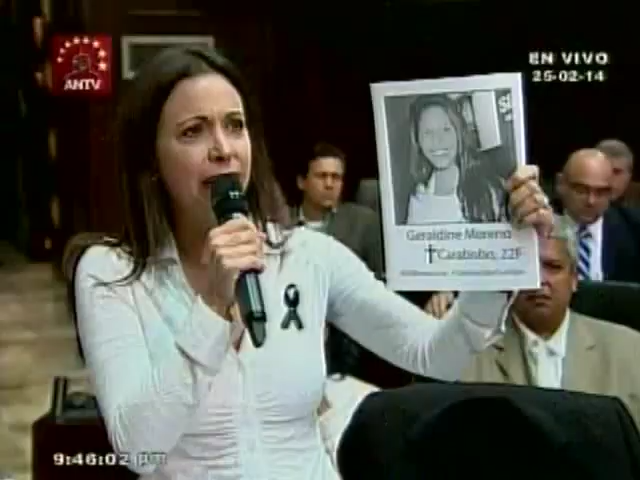 ANTV
EN VIVO
25-02-14
Geraldine Moreno
Carabobo, 22F
9:46:02 pm